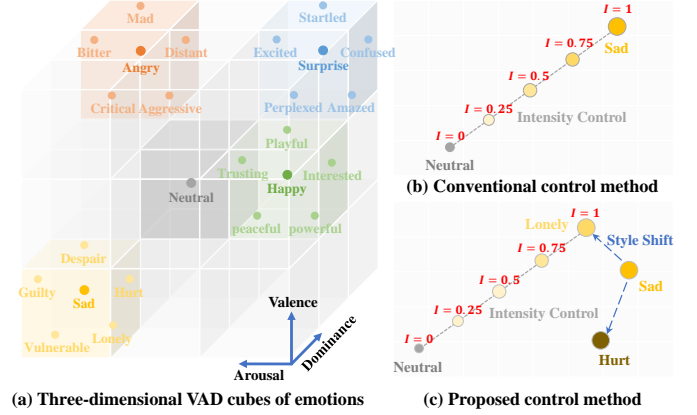 Mad
Bitter
Distant
Angry
Critical
Aggressive
Startled
Excited
Confused
Surprise
Perplexed
Amazed
Playful
Trusting
Interested
Happy
peaceful
powerful
Neutral
Despair
Guilty
Hurt
Sad
Lonely
Vulnerable
Valence
Dominance
Arousal
(a) Three-dimensional VAD cubes of emotions
I = 1
Sad
I = 0.75
I = 0.5
I = 0.25
Intensity Control
I = 0
Neutral
(b) Conventional control method
I = 1
Lonely
Style Shift
I = 0.75
Sad
I = 0.5
I = 0.25
Intensity Control
I = 0
Neutral
Hurt
(c) Proposed control method